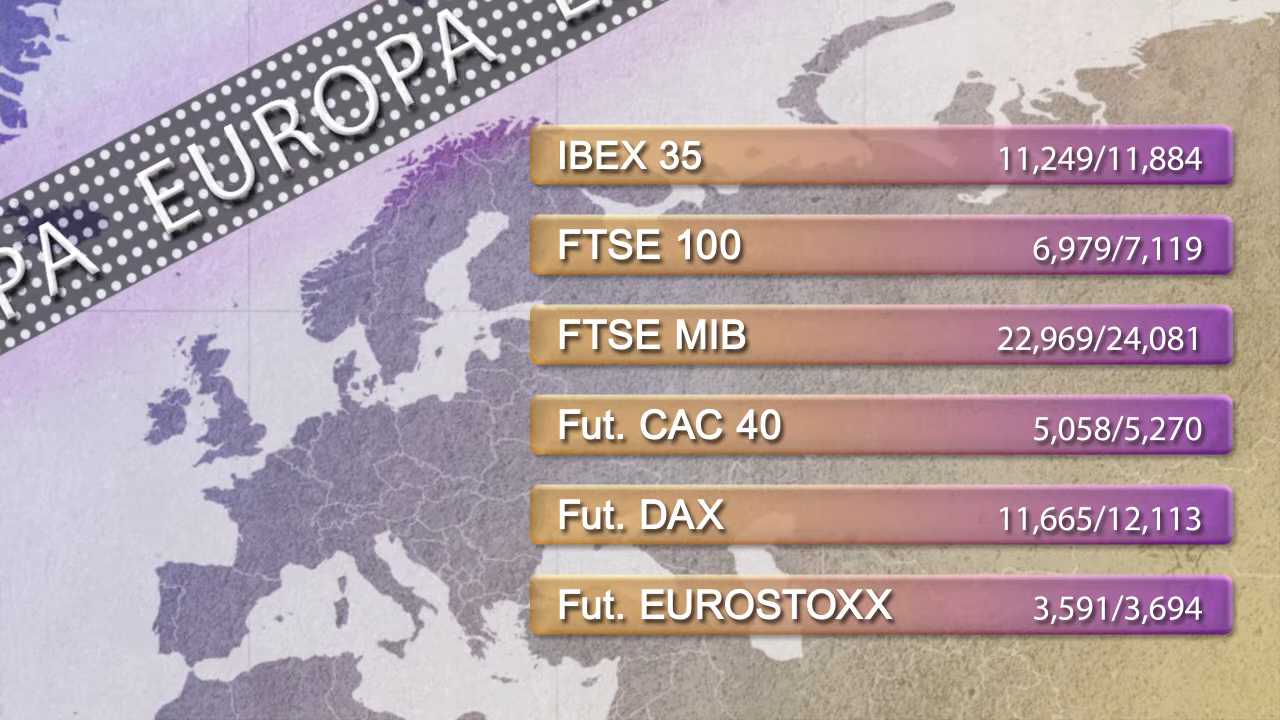 PA EUROPA E
IBEX 35 11,249/11,884
FTSE 100 6,979/7,119
FTSE MIB 22,969/24,081
Fut. CAC 40 5,058/5,270
Fut. DAX 11,665/12,113
Fut. EUROSTOXX 3,591/3,694